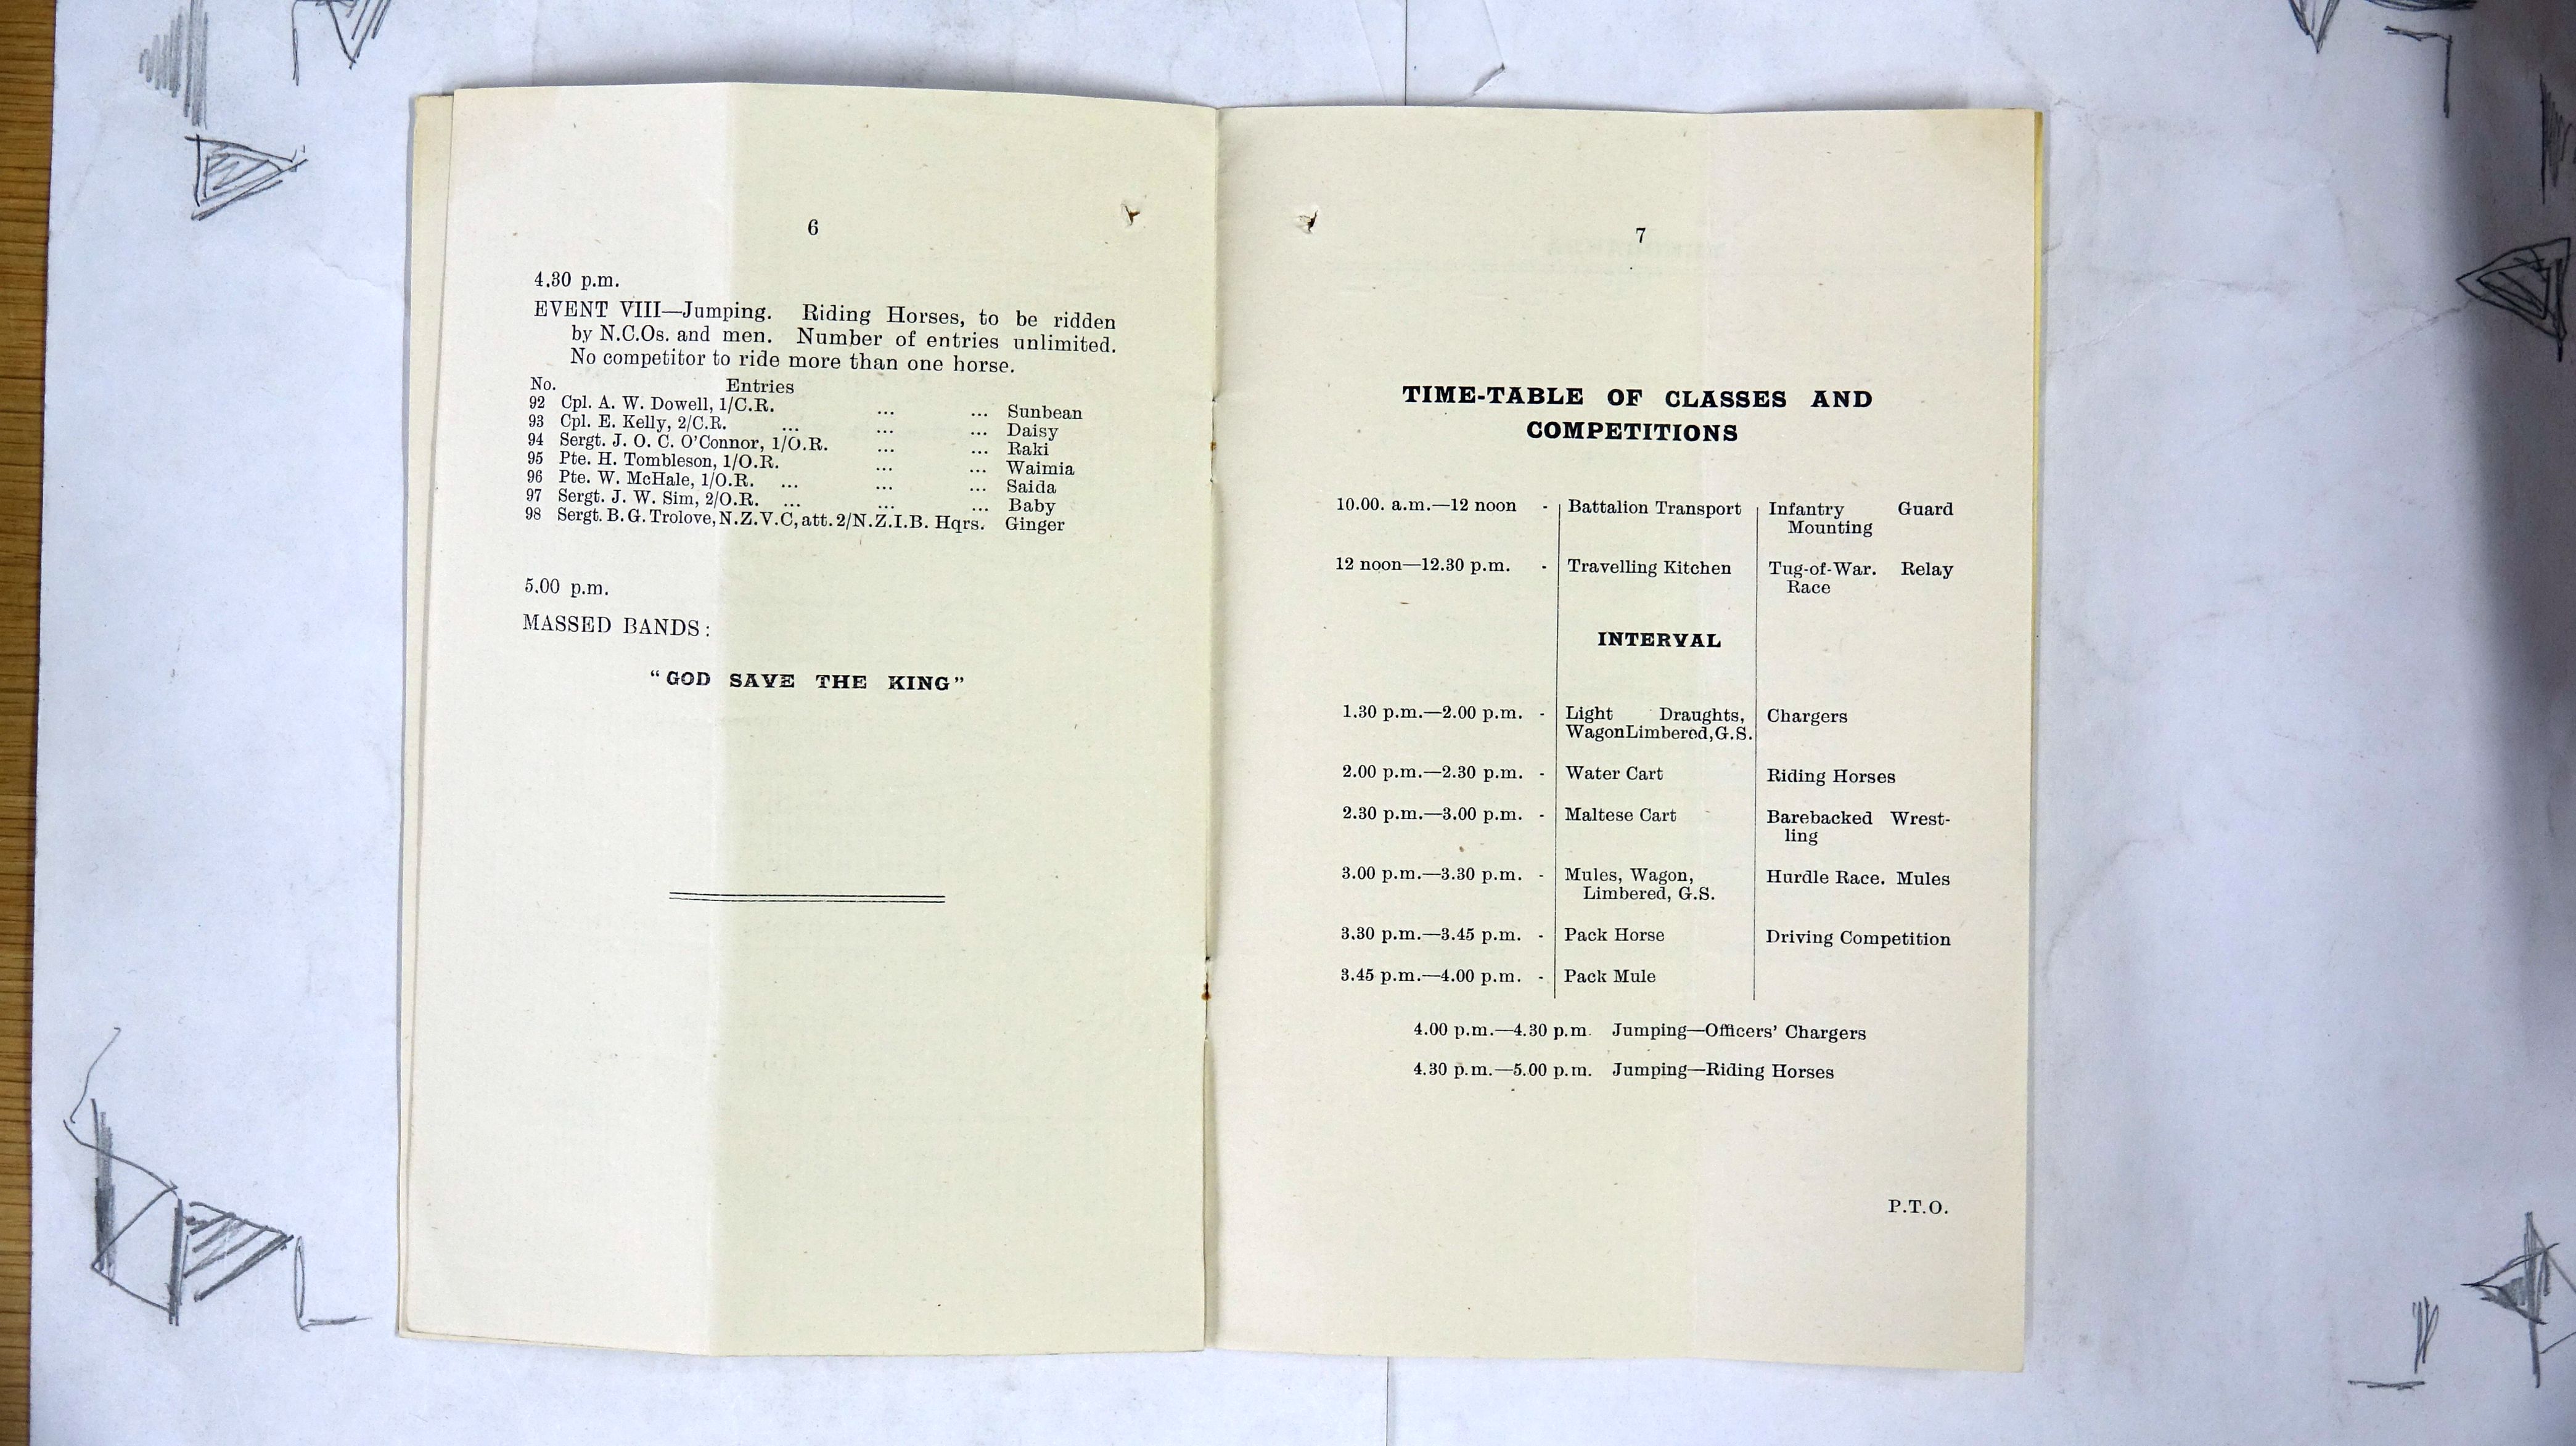 6
4.30 p.m.
EVENT VIII—Jumping. Riding Horses, to be ridden
by N.C.Os. and men. Number of entries unlimited.
No competitor to ride more than one horse.
No. Entries
92 Cpl. A. W. Dowell, 1/C.R. ... ... Sunbean
93 Cpl. E. Kelly, 2/C.R. ... ... ... Daisy
94 Sergt. J. O. C. O'Connor, 1/O.R. ... ... Raki
95 Pte. H. Tombleson, 1/O.R. ... ... Waimia
96 Pte. W. McHale, 1/O.R. ... ... ... Saida
97 Sergt. J. W. Sim, 2/O.R. ... ... ... Baby
98 Sergt. B. G. Trolove, N.Z.V.C, att. 2/N.Z.I.B. Hqrs. Ginger
5.00 p.m.
MASSED BANDS:
"GOD SAVE THE KING"
7
TIME-TABLE OF CLASSES AND
COMPETITIONS
10.00. a.m.—12 noon - Battalion Transport Infantry Guard
Mounting
12 noon—12.30 p.m. - Travelling Kitchen Tug-of-War. Relay
Race
INTERVAL
1.30 p.m.—2.00 p.m. - Light Draughts, Chargers
Wagon Limbered, G.S.
2.00 p.m.—2.30 p.m. - Water Cart Riding Horses
2.30 p.m.—3.00 p.m. - Maltese Cart Barebacked Wrest-
ling
3.00 p.m.—3.30 p.m. - Mules, Wagon, Hurdle Race. Mules
Limbered, G.S.
3.30 p.m.—3.45 p.m. - Pack Horse Driving Competition
3.45 p.m.—4.00 p.m. - Pack Mule
4.00 p.m.—4.30 p.m. Jumping—Officers' Chargers
4.30 p.m.—5.00 p.m. Jumping—Riding Horses
P.T.O.